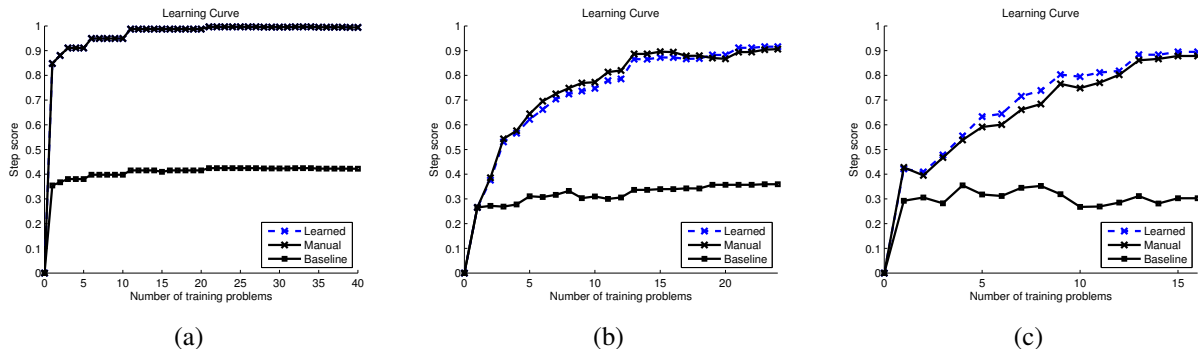 Learning Curve
1
0.9
0.8
0.7
0.6
0.5
0.4
0.3
0.2
0.1
0
Step score
0 5 10 15 20 25 30 35 40
Number of training problems
Learned
Manual
Baseline
(a)
Learning Curve
1
0.9
0.8
0.7
0.6
0.5
0.4
0.3
0.2
0.1
0
Step score
0 5 10 15 20
Number of training problems
Learned
Manual
Baseline
(b)
Learning Curve
1
0.9
0.8
0.7
0.6
0.5
0.4
0.3
0.2
0.1
0
Step score
0 5 10 15
Number of training problems
Learned
Manual
Baseline
(c)